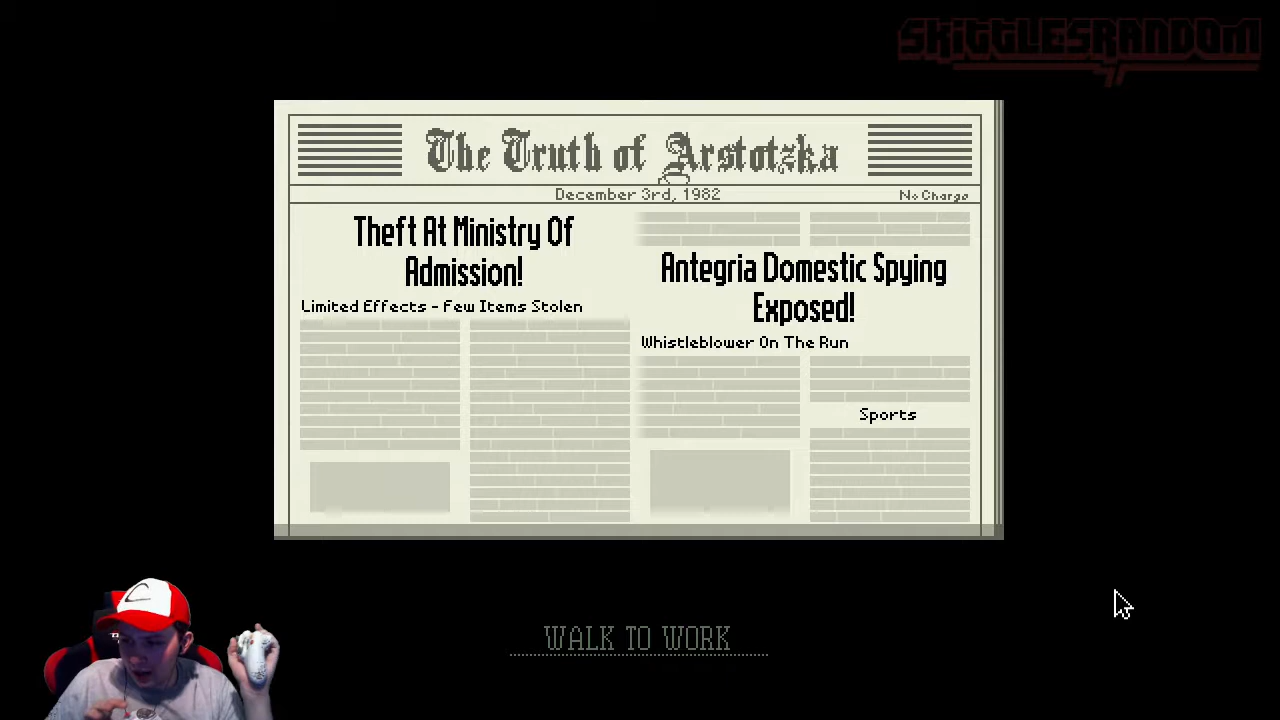 SKITTLESRANDOM
The Truth of Arstotzka
December 3rd, 1982
No Charge
Theft At Ministry Of
Admission!
Limited Effects - Few Items Stolen
Antegria Domestic Spying
Exposed!
Whistleblower On The Run
Sports
WALK TO WORK